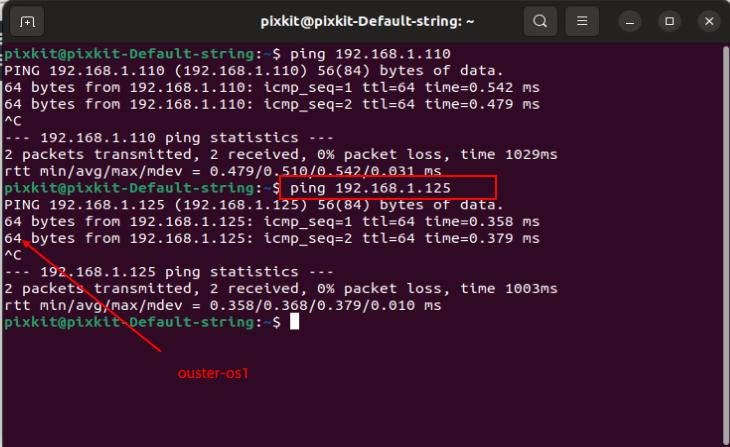 pixkit@pixkit-Default-string: ~
pixkit@pixkit-Default-string:~$ ping 192.168.1.110
PING 192.168.1.110 (192.168.1.110) 56(84) bytes of data.
64 bytes from 192.168.1.110: icmp_seq=1 ttl=64 time=0.542 ms
64 bytes from 192.168.1.110: icmp_seq=2 ttl=64 time=0.479 ms
^C
--- 192.168.1.110 ping statistics ---
2 packets transmitted, 2 received, 0% packet loss, time 1029ms
rtt min/avg/max/mdev = 0.479/0.510/0.542/0.031 ms
pixkit@pixkit-Default-string:~$ ping 192.168.1.125
PING 192.168.1.125 (192.168.1.125) 56(84) bytes of data.
64 bytes from 192.168.1.125: icmp_seq=1 ttl=64 time=0.358 ms
64 bytes from 192.168.1.125: icmp_seq=2 ttl=64 time=0.379 ms
^C
--- 192.168.1.125 ping statistics ---
2 packets transmitted, 2 received, 0% packet loss, time 1003ms
rtt min/avg/max/mdev = 0.358/0.368/0.379/0.010 ms
pixkit@pixkit-Default-string:~$
ouster-os1